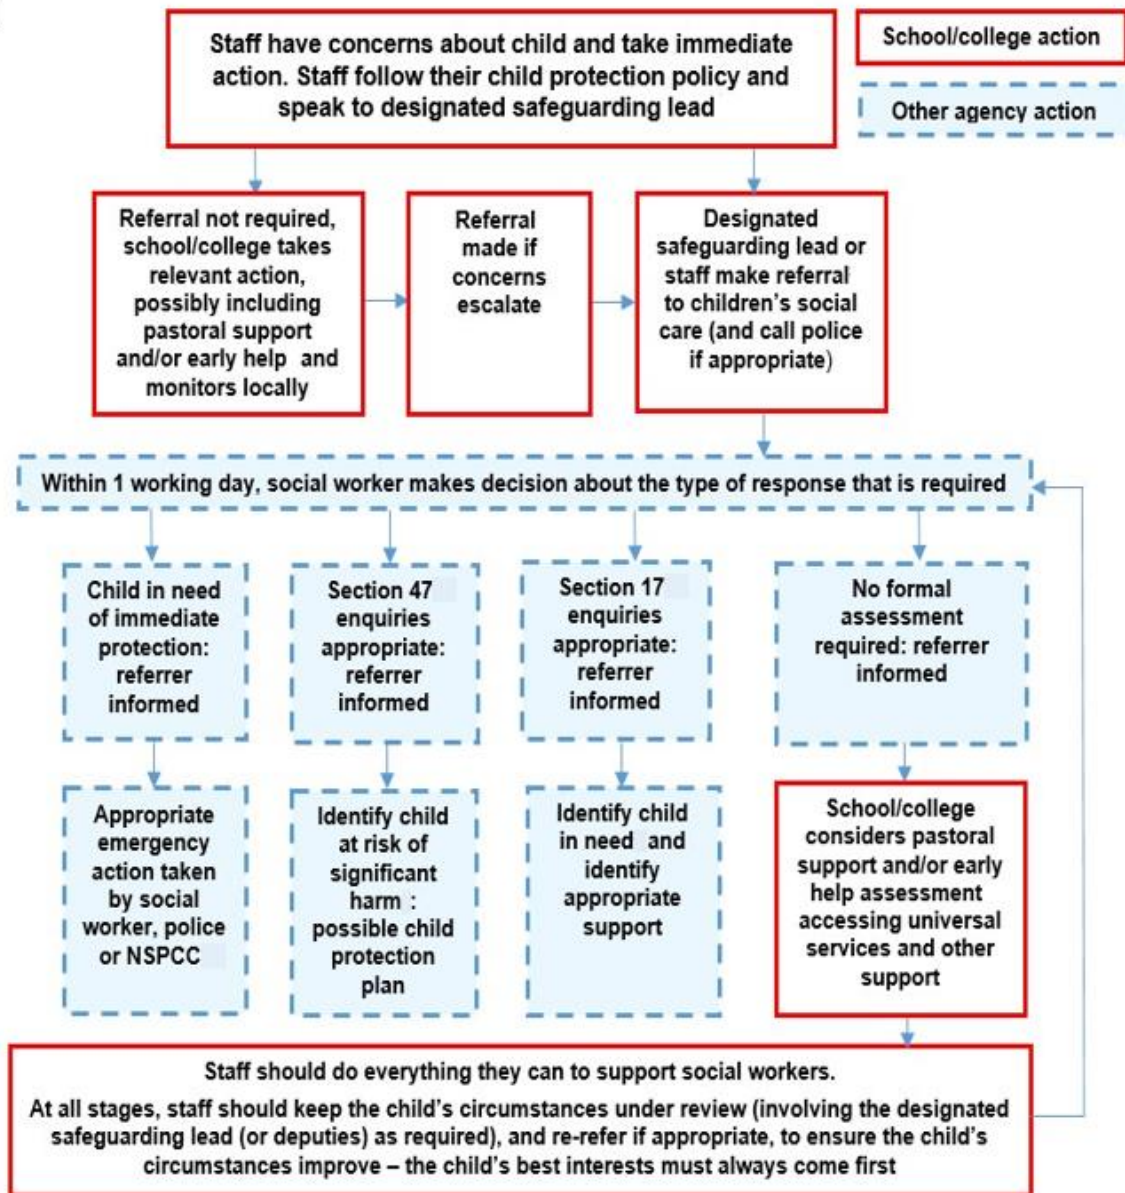 Staff have concerns about child and take immediate
action. Staff follow their child protection policy and
speak to designated safeguarding lead
School/college action
Other agency action
Referral not required,
school/college takes
relevant action,
possibly including
pastoral support
and/or early help and
monitors locally
Referral
made if
concerns
escalate
Designated
safeguarding lead or
staff make referral
to children's social
care (and call police
if appropriate)
Within 1 working day, social worker makes decision about the type of response that is required
Child in need
of immediate
protection:
referrer
informed
Section 47
enquiries
appropriate:
referrer
informed
Section 17
enquiries
appropriate:
referrer
informed
No formal
assessment
required: referrer
informed
Appropriate
emergency
action taken
by social
worker, police
or NSPCC
Identify child
at risk of
significant
harm :
possible child
protection
plan
Identify child
in need and
identify
appropriate
support
School/college
considers pastoral
support and/or early
help assessment
accessing universal
services and other
support
Staff should do everything they can to support social workers.
At all stages, staff should keep the child's circumstances under review (involving the designated
safeguarding lead (or deputies) as required), and re-refer if appropriate, to ensure the child's
circumstances improve – the child's best interests must always come first